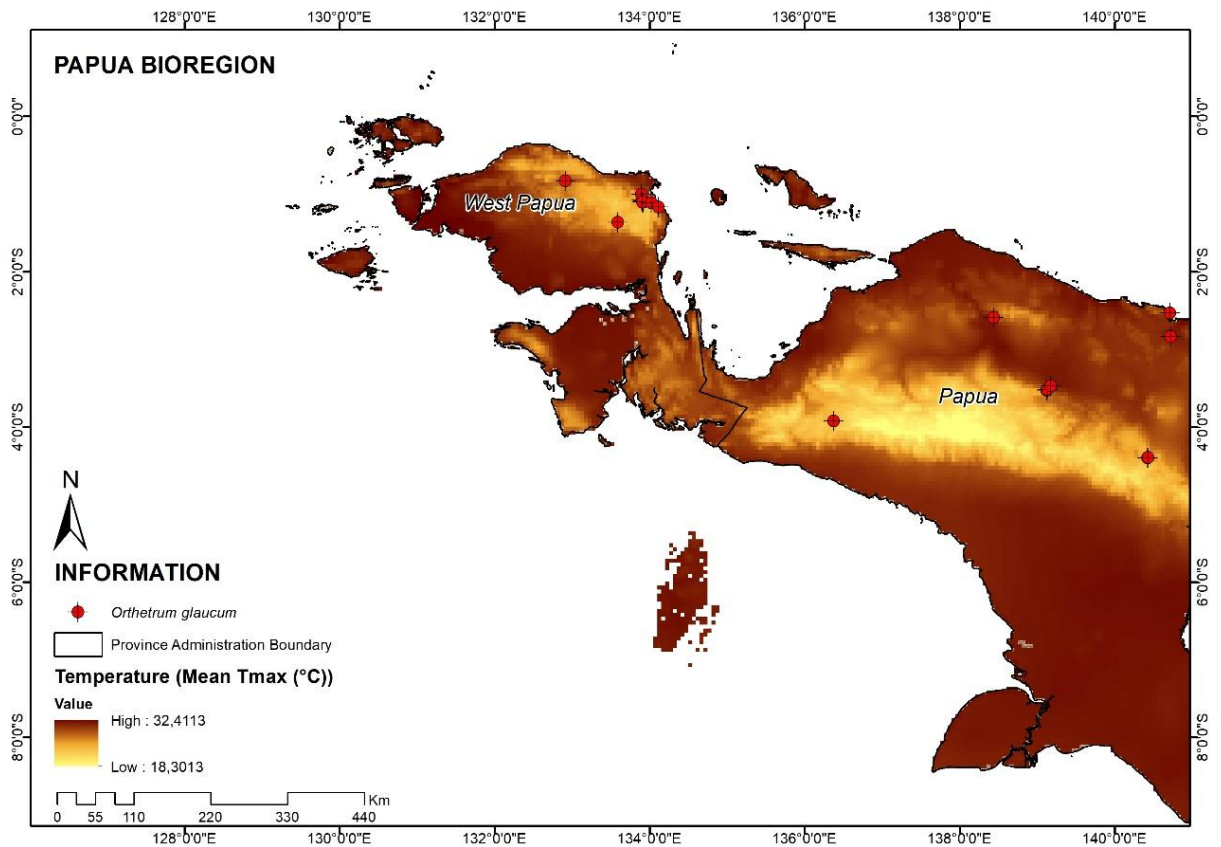 128°0'0"E 130°0'0"E 132°0'0"E 134°0'0"E 136°0'0"E 138°0'0"E 140°0'0"E
PAPUA BIOREGION
0°0'0" 0°0'0"
West Papua
2°0'0"S 2°0'0"S
Papua
4°0'0"S 4°0'0"S
N
6°0'0"S 6°0'0"S
INFORMATION
Orthetrum glaucum
Province Administration Boundary
Temperature (Mean Tmax (°C))
Value
High : 32,4113
Low : 18,3013
8°0'0"S 8°0'0"S
Km
0 55 110 220 330 440
128°0'0"E 130°0'0"E 132°0'0"E 134°0'0"E 136°0'0"E 138°0'0"E 140°0'0"E